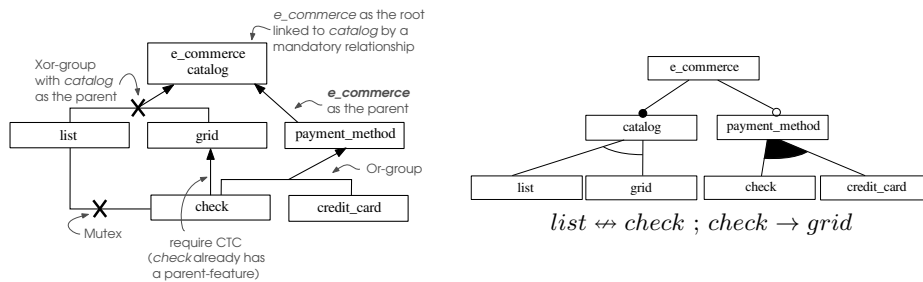 e_commerce as the root
linked to catalog by a
mandatory relationship
e_commerce
catalog
Xor-group
with catalog
as the parent
e_commerce
as the parent
list
grid
payment_method
Or-group
check
credit_card
Mutex
require CTC
(check already has
a parent-feature)
e_commerce
catalog
payment_method
list
grid
check
credit_card
list ↮ check ; check → grid